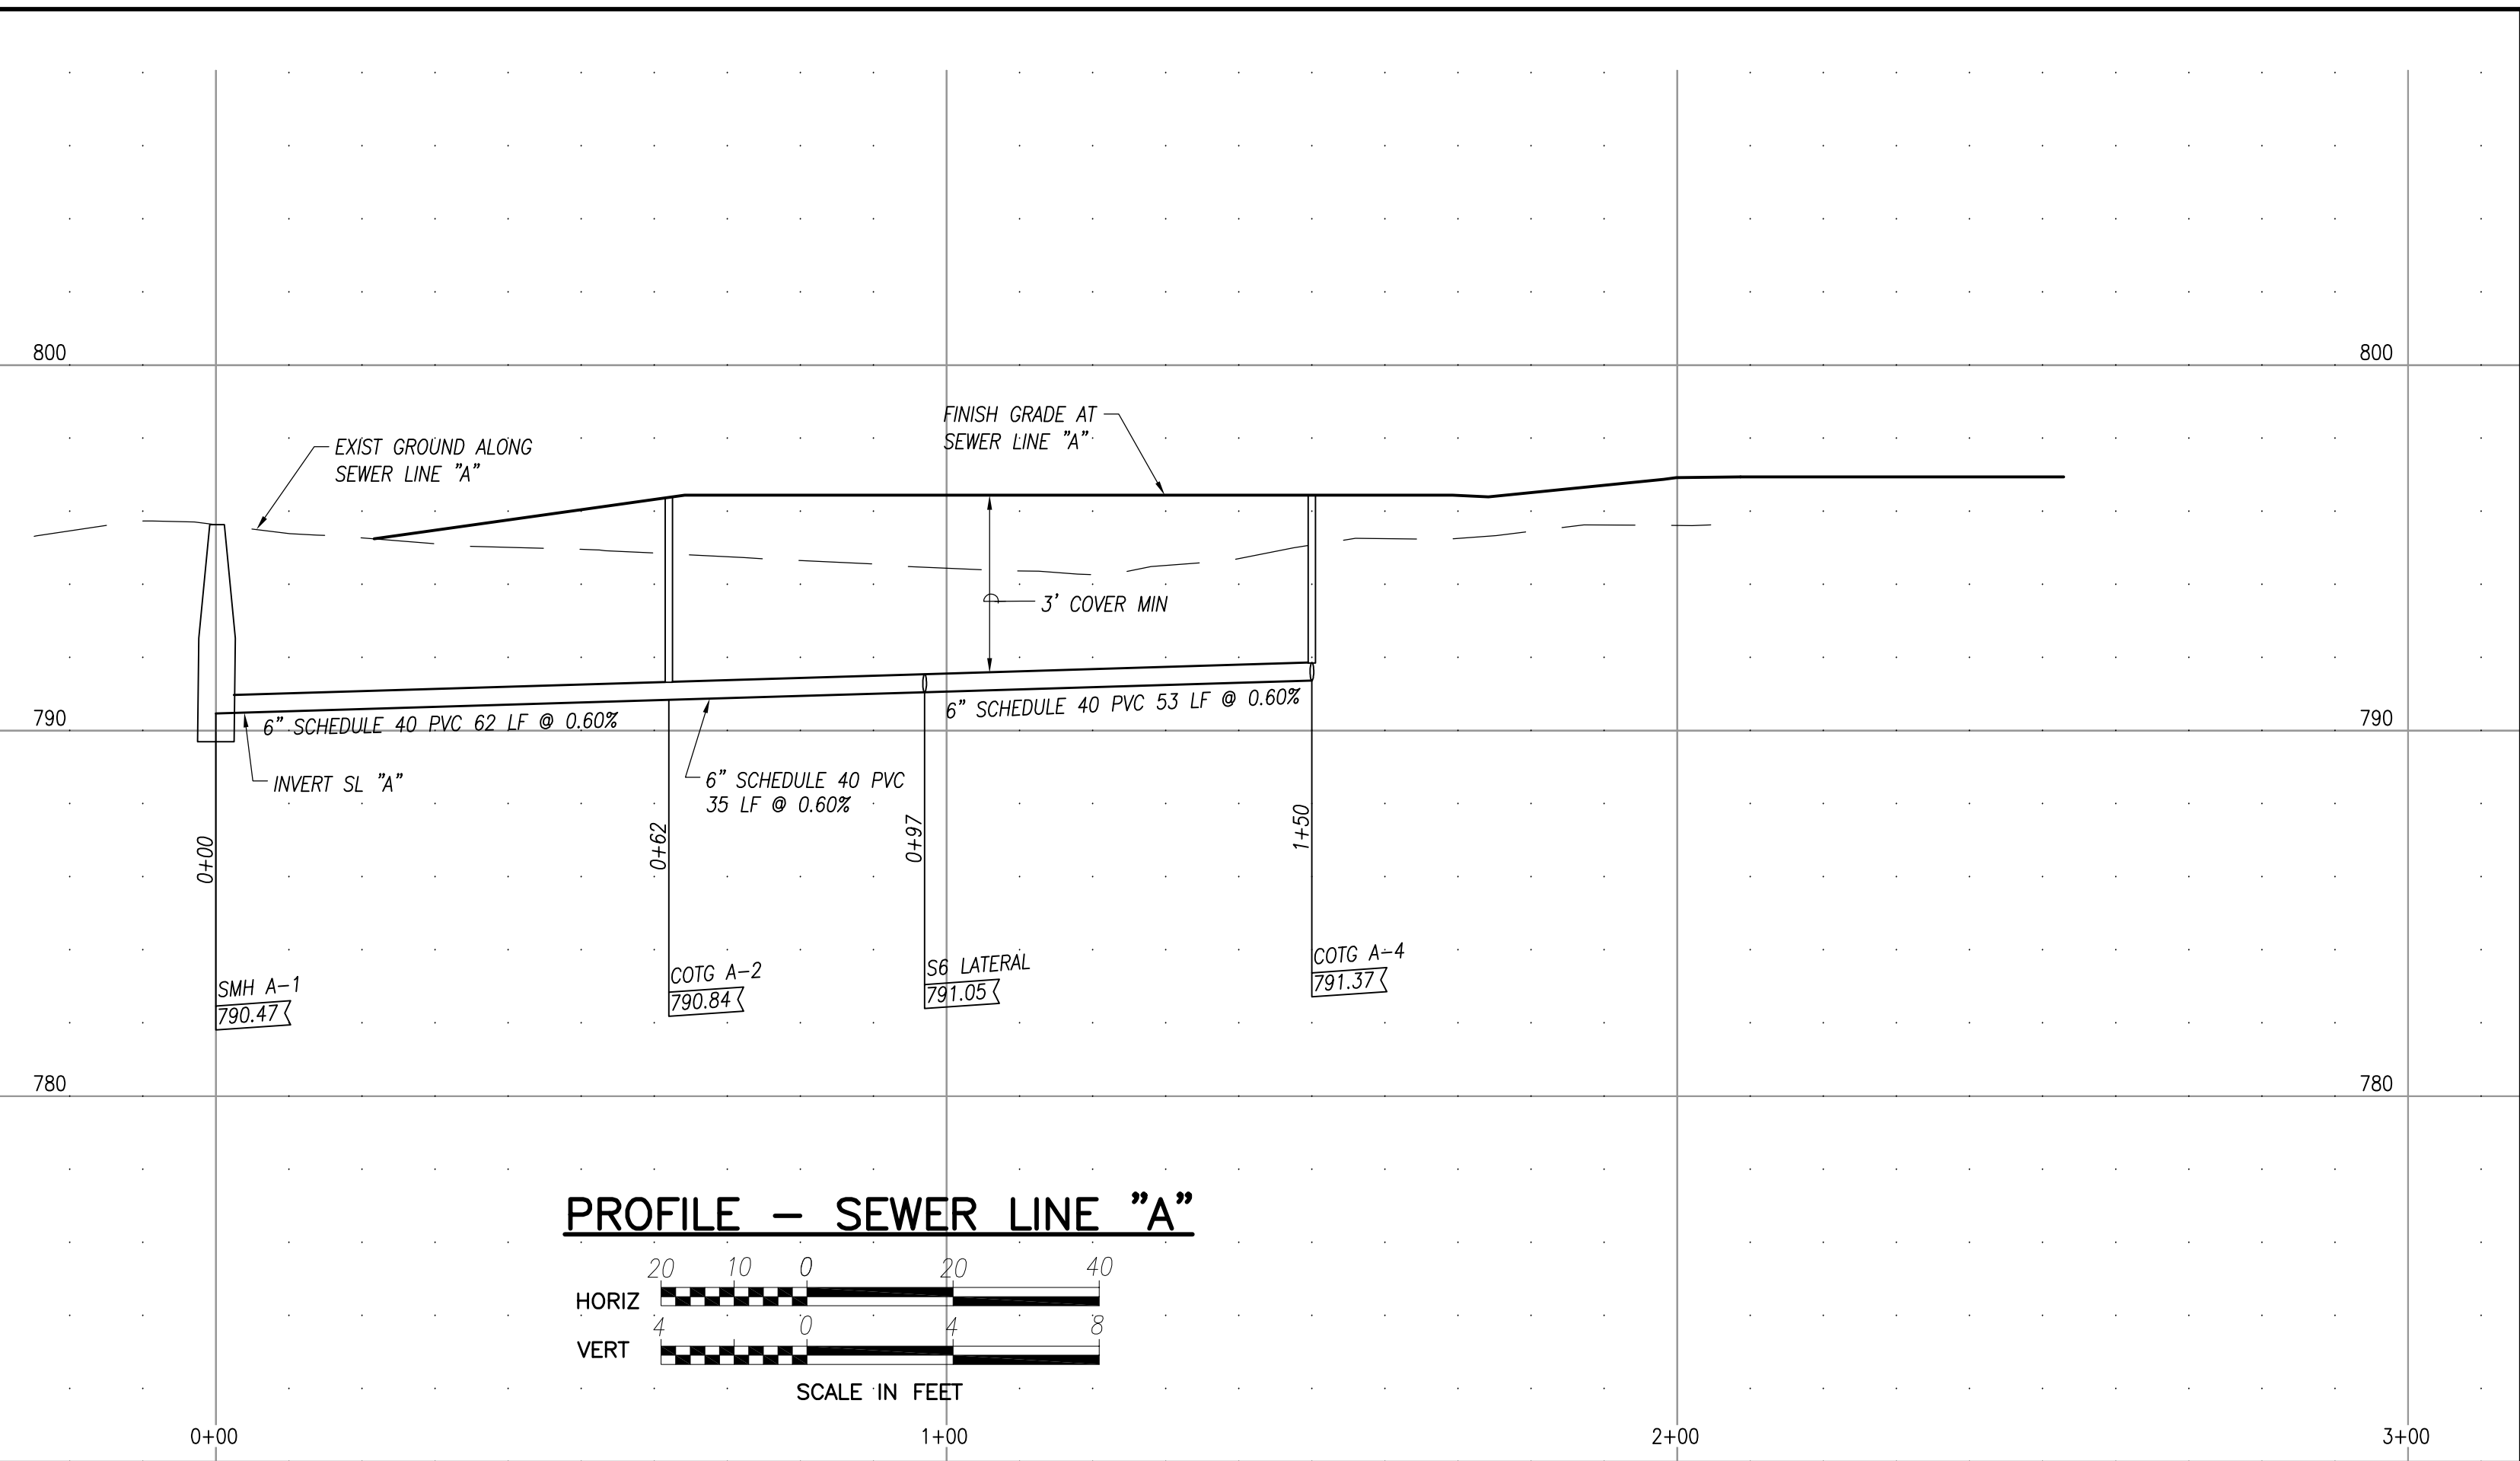 800
800
FINISH GRADE AT
SEWER LINE "A"
EXIST GROUND ALONG
SEWER LINE "A"
3' COVER MIN
790
790
6" SCHEDULE 40 PVC 62 LF @ 0.60%
6" SCHEDULE 40 PVC 53 LF @ 0.60%
INVERT SL "A"
6" SCHEDULE 40 PVC
35 LF @ 0.60%
0+00
0+62
0+97
1+50
SMH A-1
790.47
COTG A-2
790.84
S6 LATERAL
791.05
COTG A-4
791.37
780
780
PROFILE - SEWER LINE "A"
20 10 0 20 40
HORIZ
4 0 4 8
VERT
SCALE IN FEET
0+00 1+00 2+00 3+00